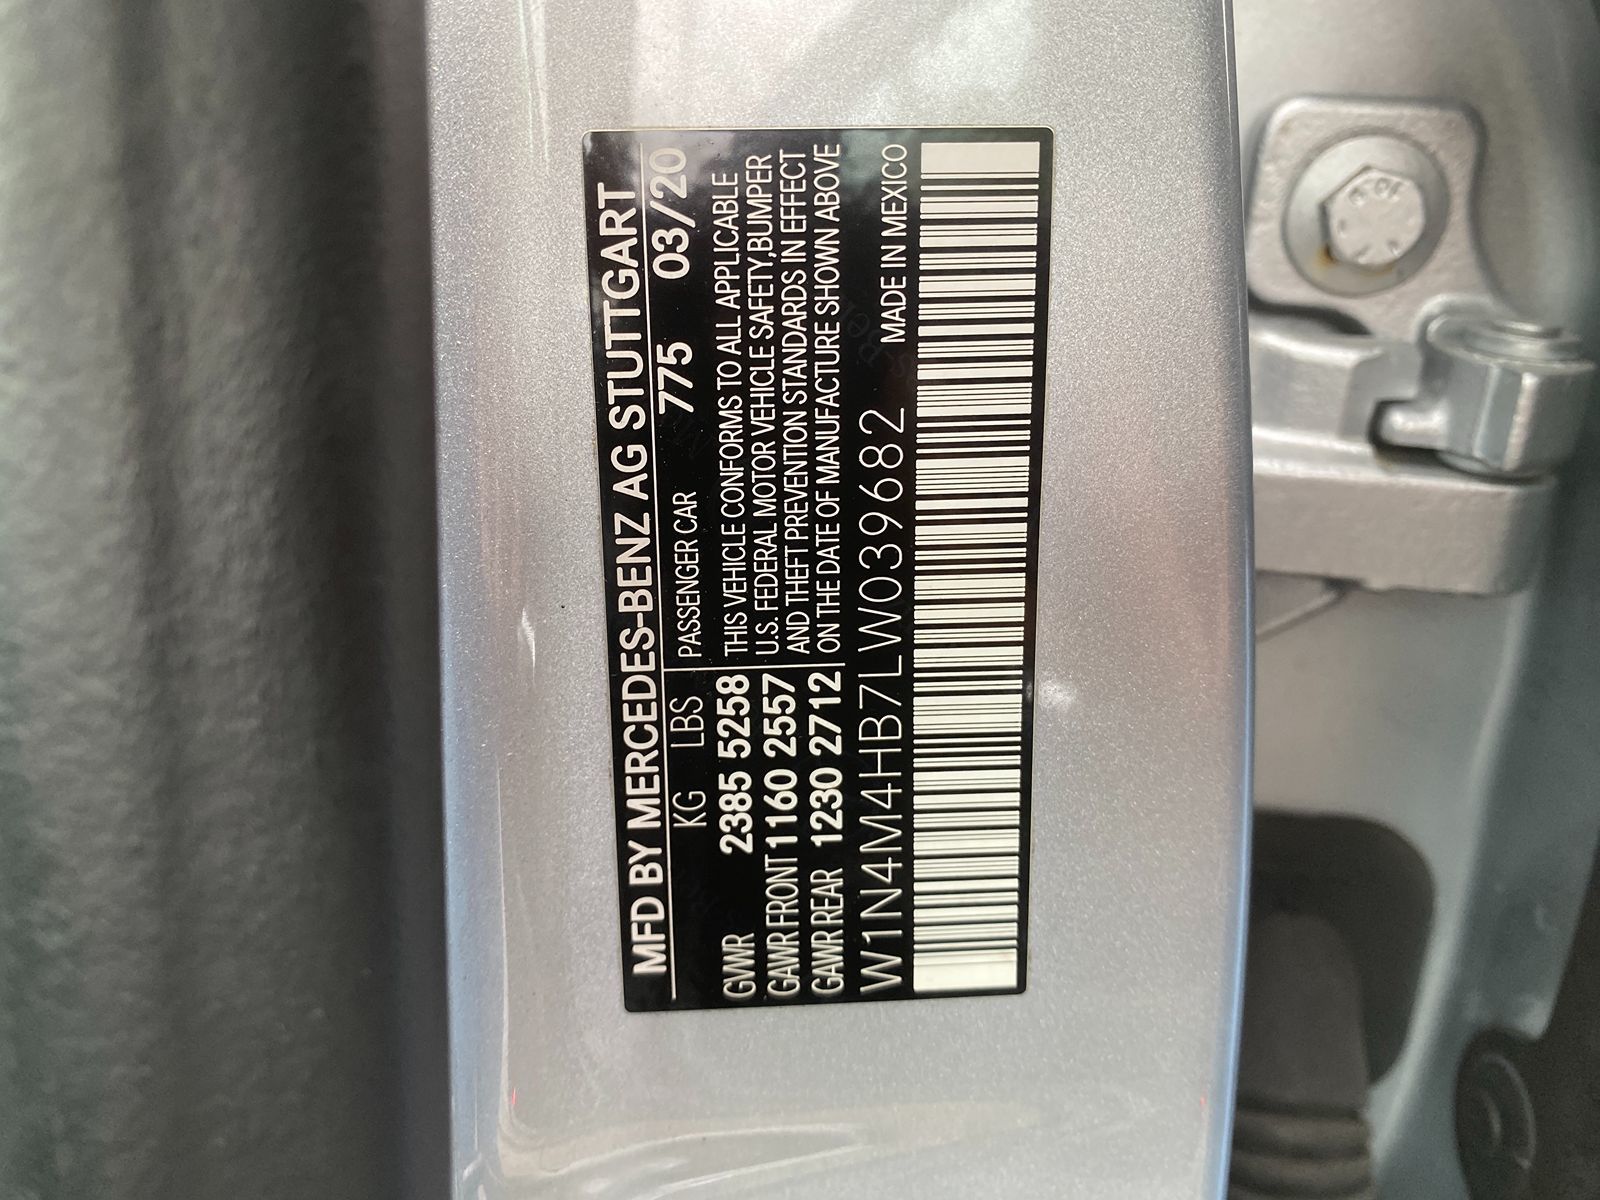 MFD BY MERCEDES-BENZ AG STUTTGART
KG LBS PASSENGER CAR 775 03/20
GVWR 2385 5258 THIS VEHICLE CONFORMS TO ALL APPLICABLE
GAWR FRONT 1160 2557 U.S. FEDERAL MOTOR VEHICLE SAFETY,BUMPER
GAWR REAR 1230 2712 AND THEFT PREVENTION STANDARDS IN EFFECT
ON THE DATE OF MANUFACTURE SHOWN ABOVE
W1N4M4HB7LW039682 MADE IN MEXICO